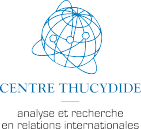 CENTRE THUCYDIDE
analyse et recherche
en relations internationales